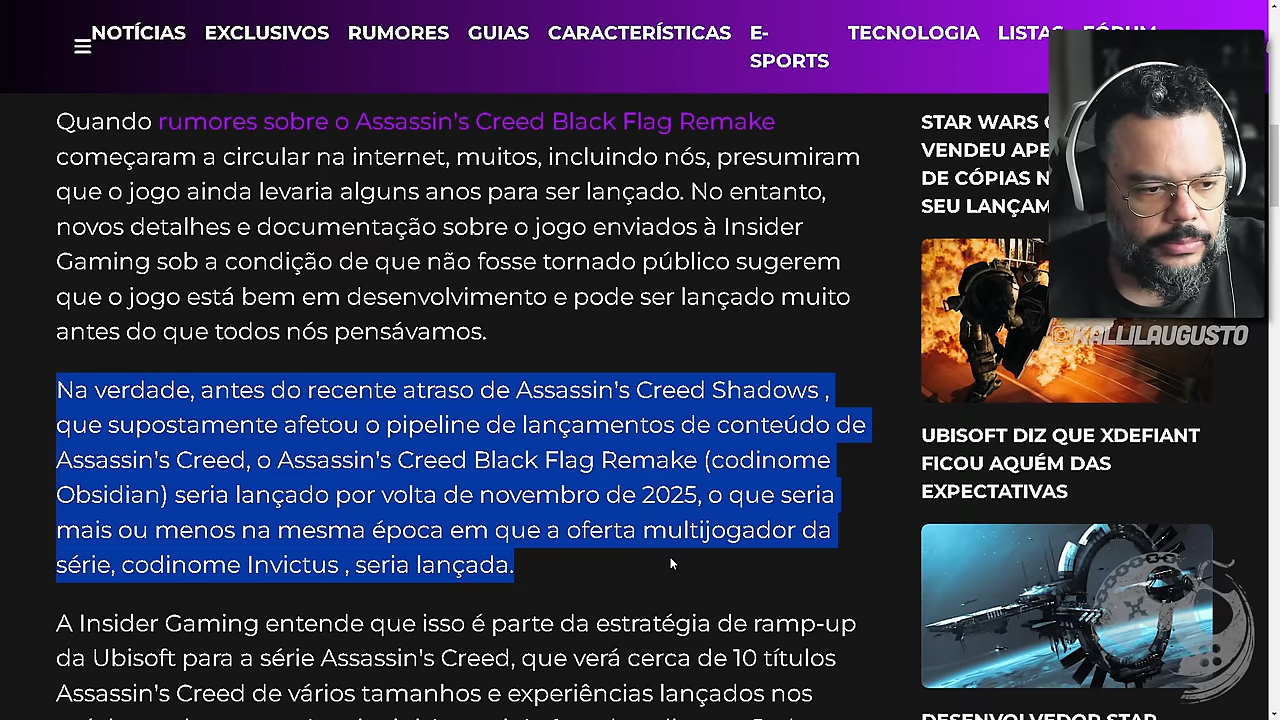 NOTÍCIAS EXCLUSIVOS RUMORES GUIAS CARACTERÍSTICAS E-SPORTS TECNOLOGIA LISTAS FÓRUM
Quando rumores sobre o Assassin's Creed Black Flag Remake
começaram a circular na internet, muitos, incluindo nós, presumiram
que o jogo ainda levaria alguns anos para ser lançado. No entanto,
novos detalhes e documentação sobre o jogo enviados à Insider
Gaming sob a condição de que não fosse tornado público sugerem
que o jogo está bem em desenvolvimento e pode ser lançado muito
antes do que todos nós pensávamos.
Na verdade, antes do recente atraso de Assassin's Creed Shadows ,
que supostamente afetou o pipeline de lançamentos de conteúdo de
Assassin's Creed, o Assassin's Creed Black Flag Remake (codinome
Obsidian) seria lançado por volta de novembro de 2025, o que seria
mais ou menos na mesma época em que a oferta multijogador da
série, codinome Invictus , seria lançada.
A Insider Gaming entende que isso é parte da estratégia de ramp-up
da Ubisoft para a série Assassin's Creed, que verá cerca de 10 títulos
Assassin's Creed de vários tamanhos e experiências lançados nos
STAR WARS
VENDEU
DE CÓPIAS
SEU
@KALLILAUGUSTO
UBISOFT DIZ QUE XDEFIANT
FICOU AQUÉM DAS
EXPECTATIVAS
DESENVOLVEDOR STAR